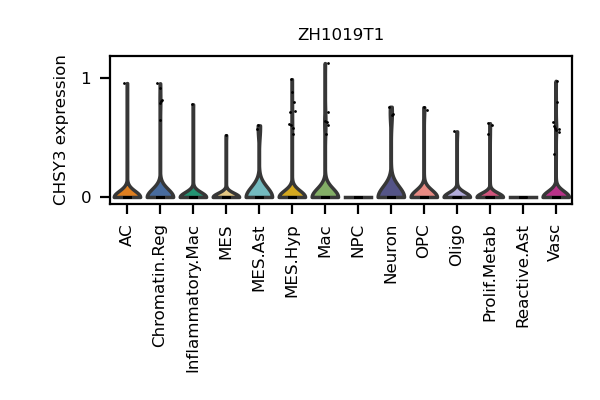 ZH1019T1
CHSY3 expression
1
0
AC
Chromatin.Reg
Inflammatory.Mac
MES
MES.Ast
MES.Hyp
Mac
NPC
Neuron
OPC
Oligo
Prolif.Metab
Reactive.Ast
Vasc